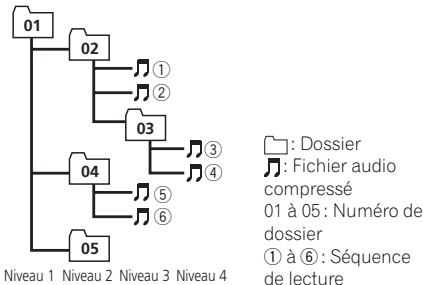 01
02
①
②
03
③
④
04
⑤
⑥
05
Niveau 1 Niveau 2 Niveau 3 Niveau 4
: Dossier
: Fichier audio
compressé
01 à 05 : Numéro de
dossier
① à ⑥ : Séquence
de lecture